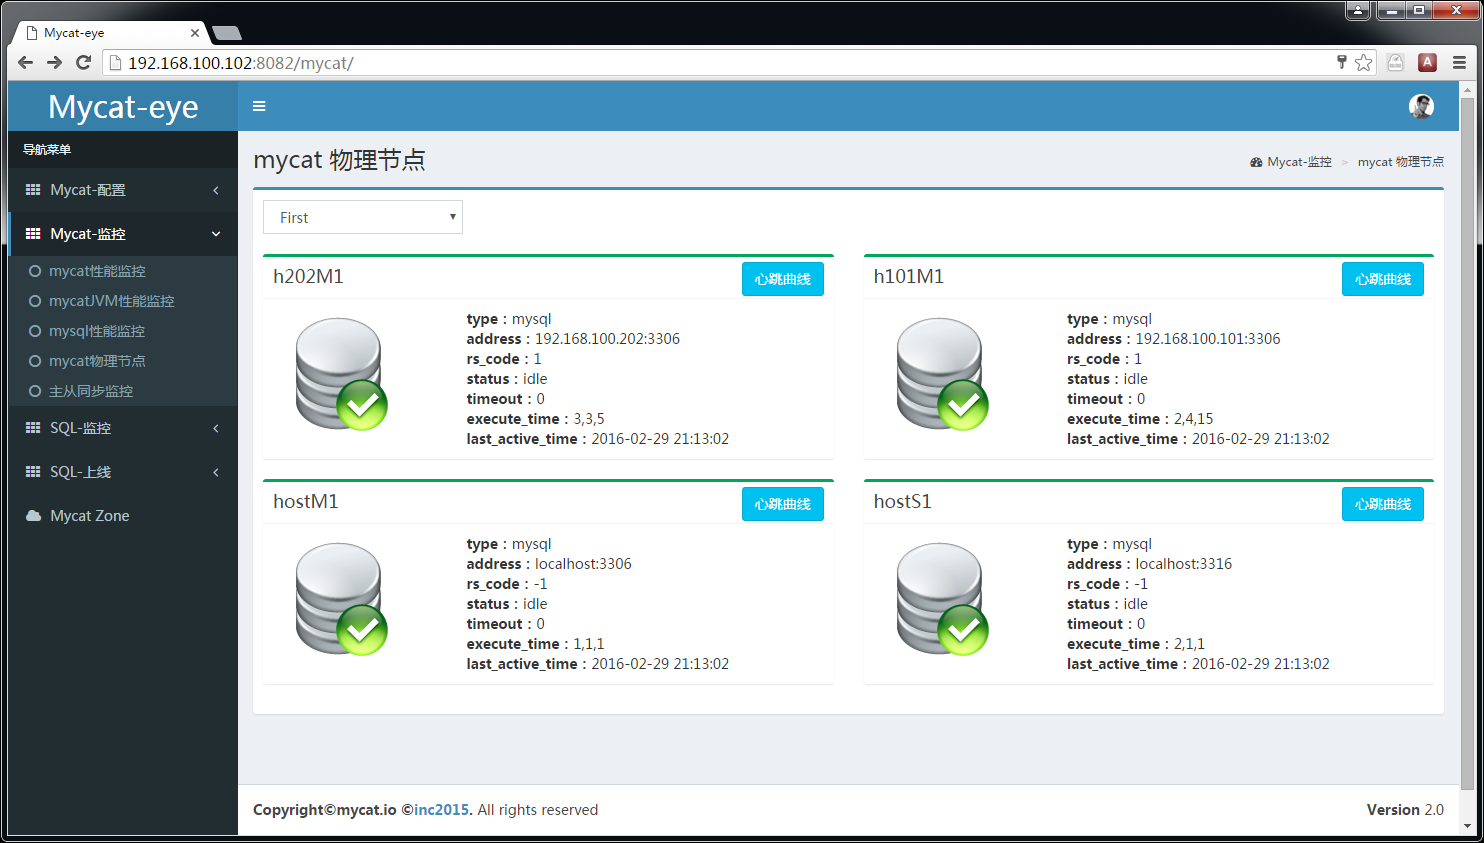 Mycat-eye
192.168.100.102:8082/mycat/
A
Mycat-eye
导航菜单
Mycat-配置
Mycat-监控
mycat性能监控
mycatJVM性能监控
mysql性能监控
mycat物理节点
主从同步监控
SQL-监控
SQL-上线
Mycat Zone
mycat 物理节点
Mycat-监控 > mycat 物理节点
First
h202M1
心跳曲线
type : mysql
address : 192.168.100.202:3306
rs_code : 1
status : idle
timeout : 0
execute_time : 3,3,5
last_active_time : 2016-02-29 21:13:02
h101M1
心跳曲线
type : mysql
address : 192.168.100.101:3306
rs_code : 1
status : idle
timeout : 0
execute_time : 2,4,15
last_active_time : 2016-02-29 21:13:02
hostM1
心跳曲线
type : mysql
address : localhost:3306
rs_code : -1
status : idle
timeout : 0
execute_time : 1,1,1
last_active_time : 2016-02-29 21:13:02
hostS1
心跳曲线
type : mysql
address : localhost:3316
rs_code : -1
status : idle
timeout : 0
execute_time : 2,1,1
last_active_time : 2016-02-29 21:13:02
Copyright©mycat.io ©inc2015. All rights reserved
Version 2.0